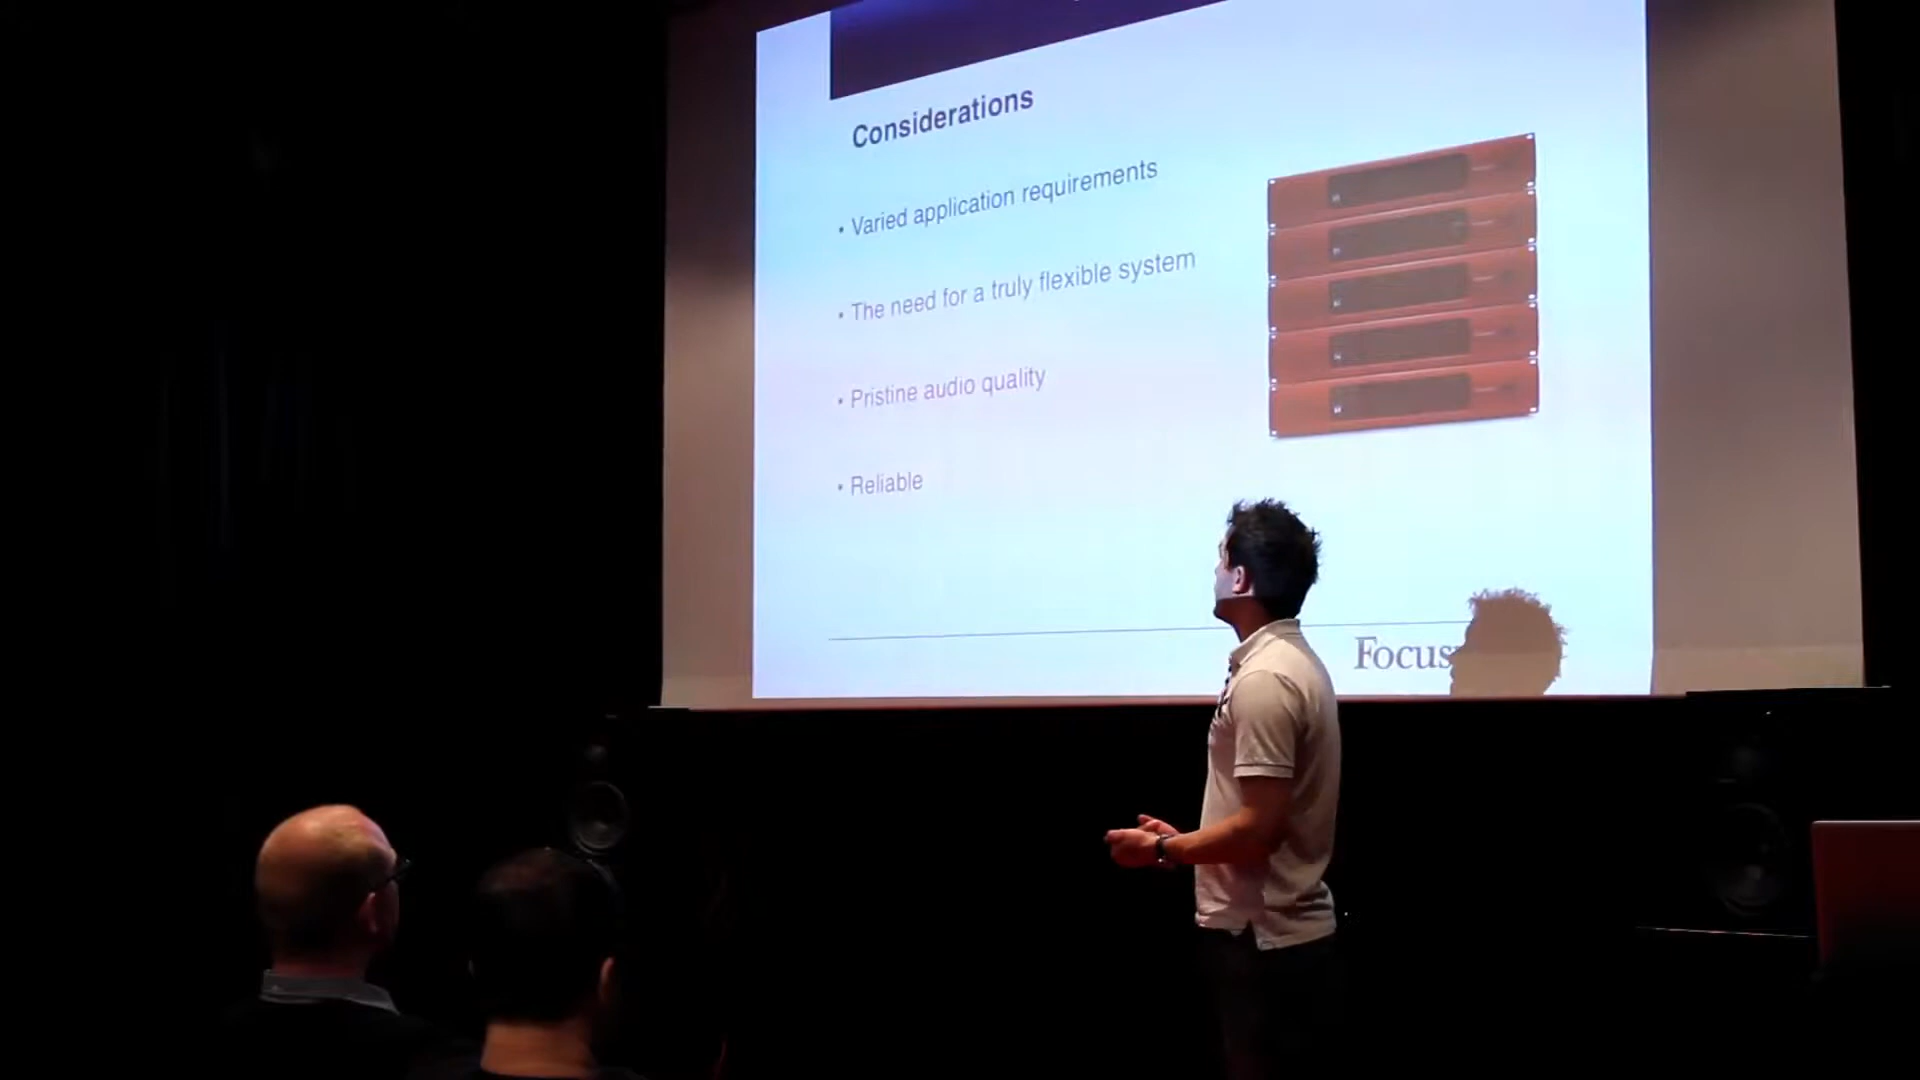 Considerations
• Varied application requirements
• The need for a truly flexible system
• Pristine audio quality
• Reliable
Focus